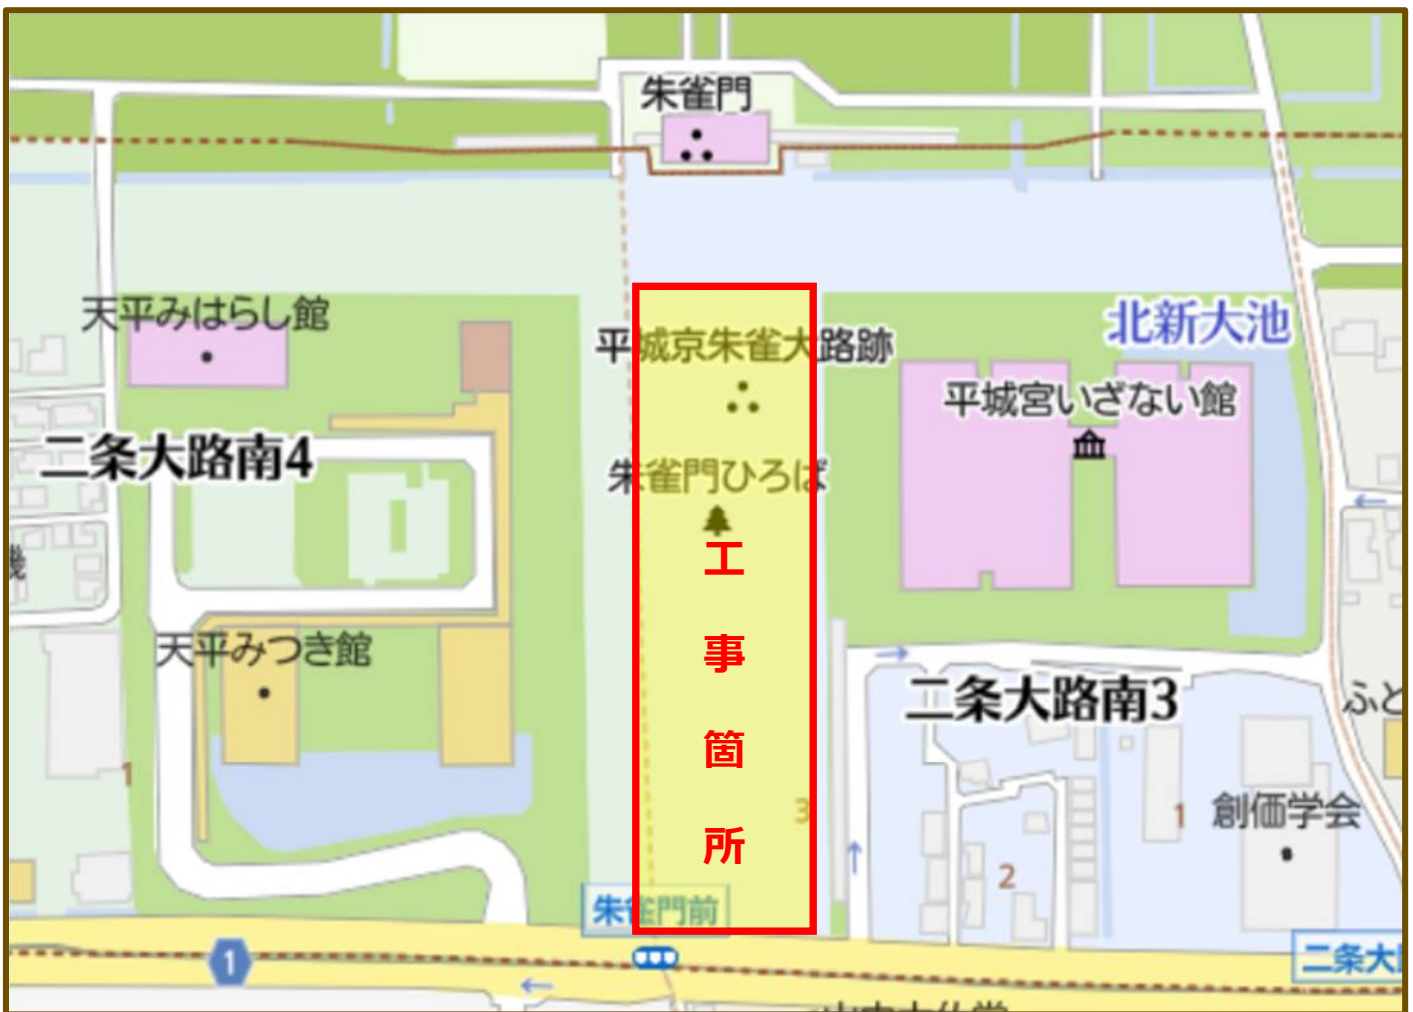 朱雀門
天平みはらし館
平城京朱雀大路跡
北新大池
平城宮いざない館
二条大路南4
朱雀門ひろば
工
事
箇
所
天平みつき館
二条大路南3
ふと
1
3
1
創価学会
2
朱雀門前
1
二条大